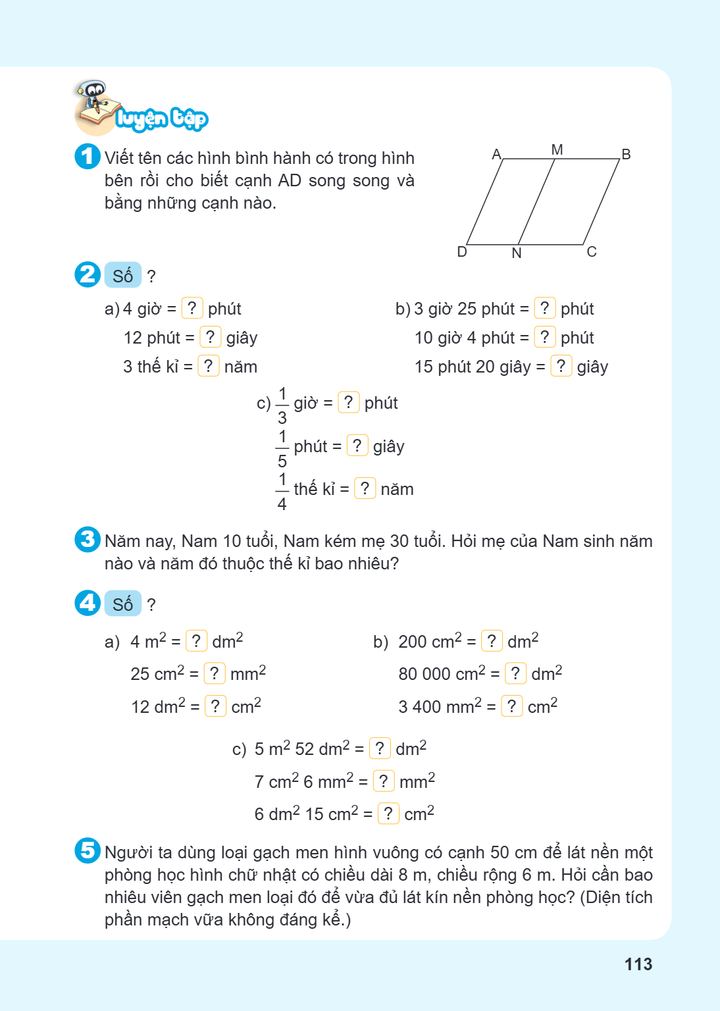 luyện tập
1 Viết tên các hình bình hành có trong hình
bên rồi cho biết cạnh AD song song và
bằng những cạnh nào.
A M B
D N C
2 Số ?
a) 4 giờ = ? phút
12 phút = ? giây
3 thế kỉ = ? năm
b) 3 giờ 25 phút = ? phút
10 giờ 4 phút = ? phút
15 phút 20 giây = ? giây
c) 1/3 giờ = ? phút
1/5 phút = ? giây
1/4 thế kỉ = ? năm
3 Năm nay, Nam 10 tuổi, Nam kém mẹ 30 tuổi. Hỏi mẹ của Nam sinh năm
nào và năm đó thuộc thế kỉ bao nhiêu?
4 Số ?
a) 4 m² = ? dm²
25 cm² = ? mm²
12 dm² = ? cm²
b) 200 cm² = ? dm²
80 000 cm² = ? dm²
3 400 mm² = ? cm²
c) 5 m² 52 dm² = ? dm²
7 cm² 6 mm² = ? mm²
6 dm² 15 cm² = ? cm²
5 Người ta dùng loại gạch men hình vuông có cạnh 50 cm để lát nền một
phòng học hình chữ nhật có chiều dài 8 m, chiều rộng 6 m. Hỏi cần bao
nhiêu viên gạch men loại đó để vừa đủ lát kín nền phòng học? (Diện tích
phần mạch vữa không đáng kể.)
113